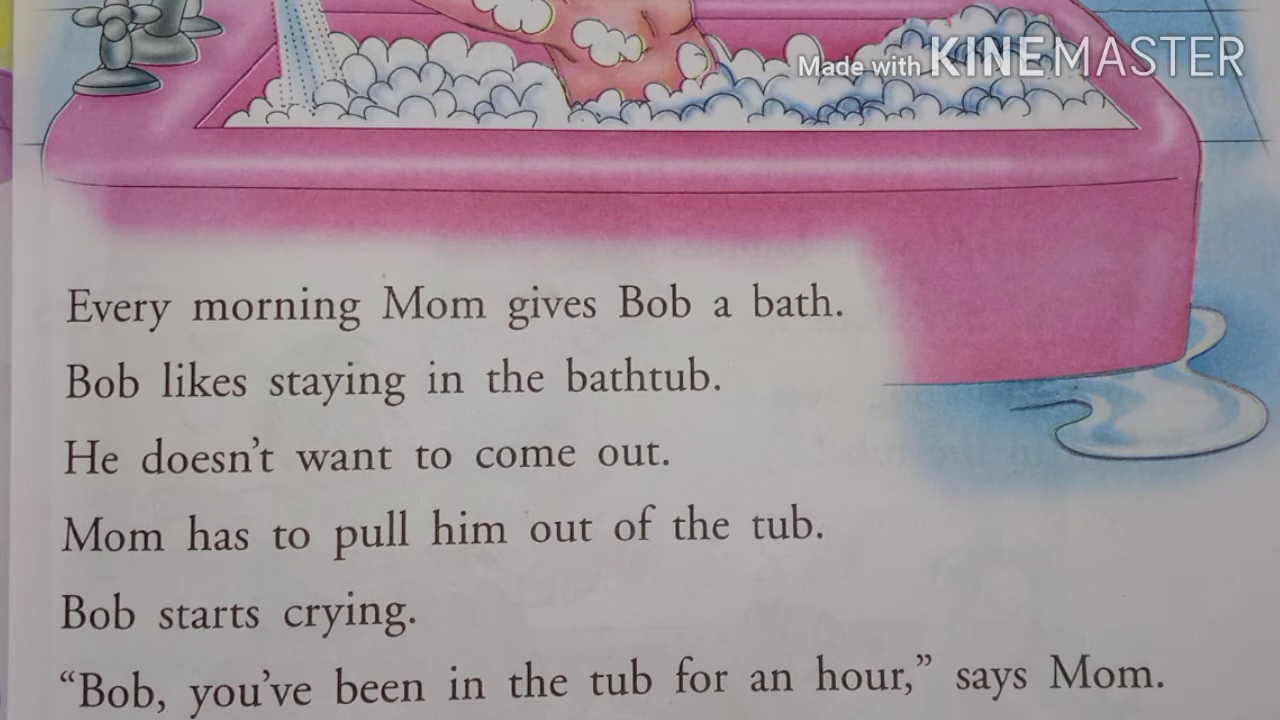 Made with KINEMASTER
Every morning Mom gives Bob a bath.
Bob likes staying in the bathtub.
He doesn’t want to come out.
Mom has to pull him out of the tub.
Bob starts crying.
“Bob, you’ve been in the tub for an hour,” says Mom.